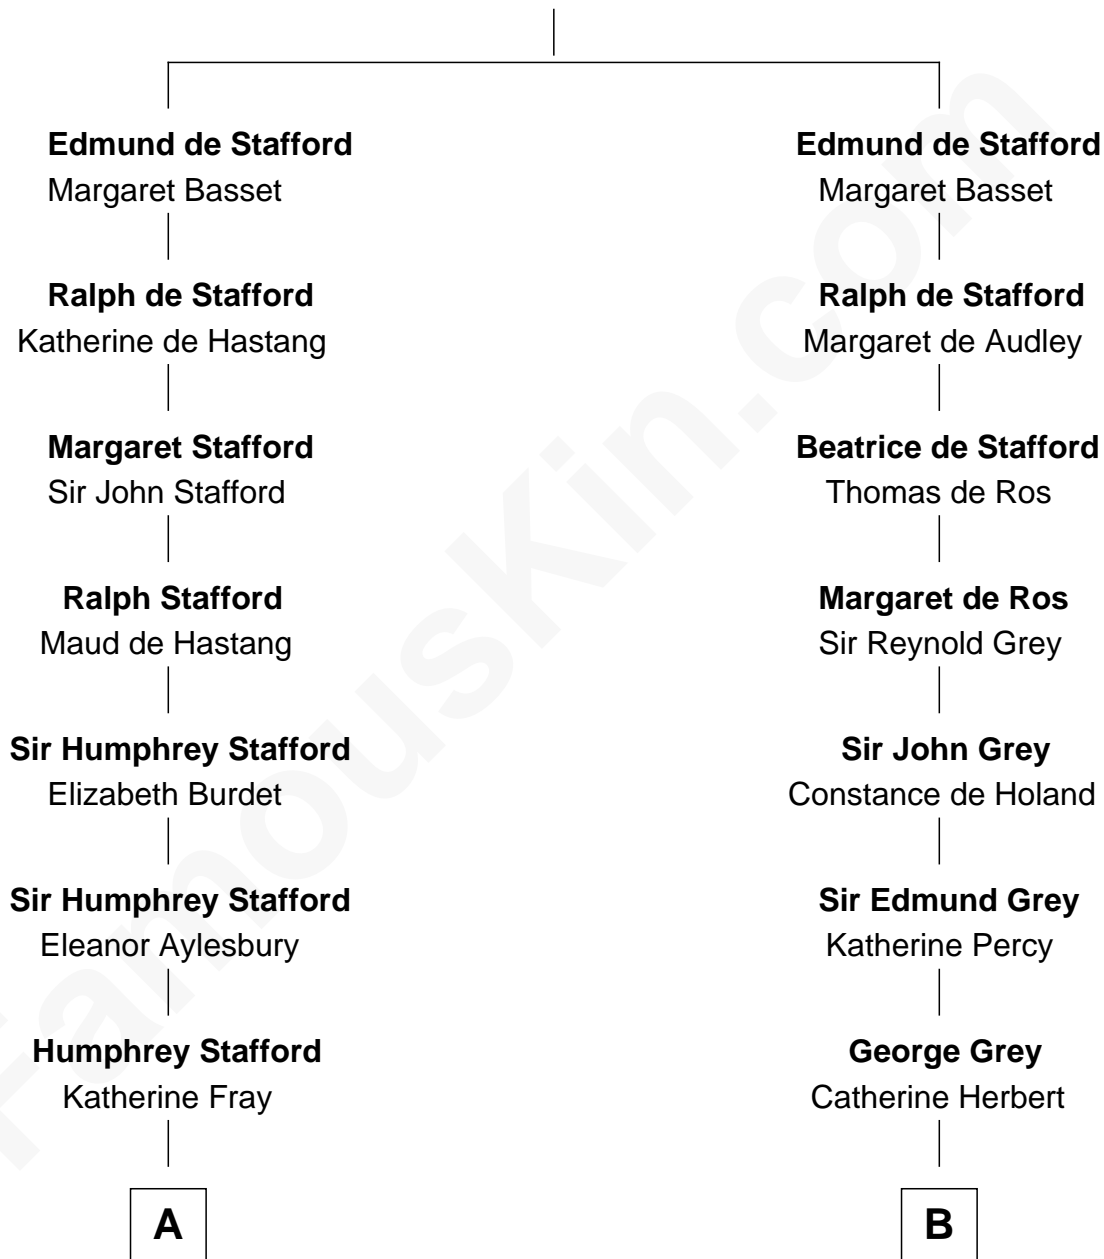 Edmund de Stafford
Margaret Basset
Ralph de Stafford
Katherine de Hastang
Margaret Stafford
Sir John Stafford
Ralph Stafford
Maud de Hastang
Sir Humphrey Stafford
Elizabeth Burdet
Sir Humphrey Stafford
Eleanor Aylesbury
Humphrey Stafford
Katherine Fray
A
Edmund de Stafford
Margaret Basset
Ralph de Stafford
Margaret de Audley
Beatrice de Stafford
Thomas de Ros
Margaret de Ros
Sir Reynold Grey
Sir John Grey
Constance de Holand
Sir Edmund Grey
Katherine Percy
George Grey
Catherine Herbert
B
FamousKin.com